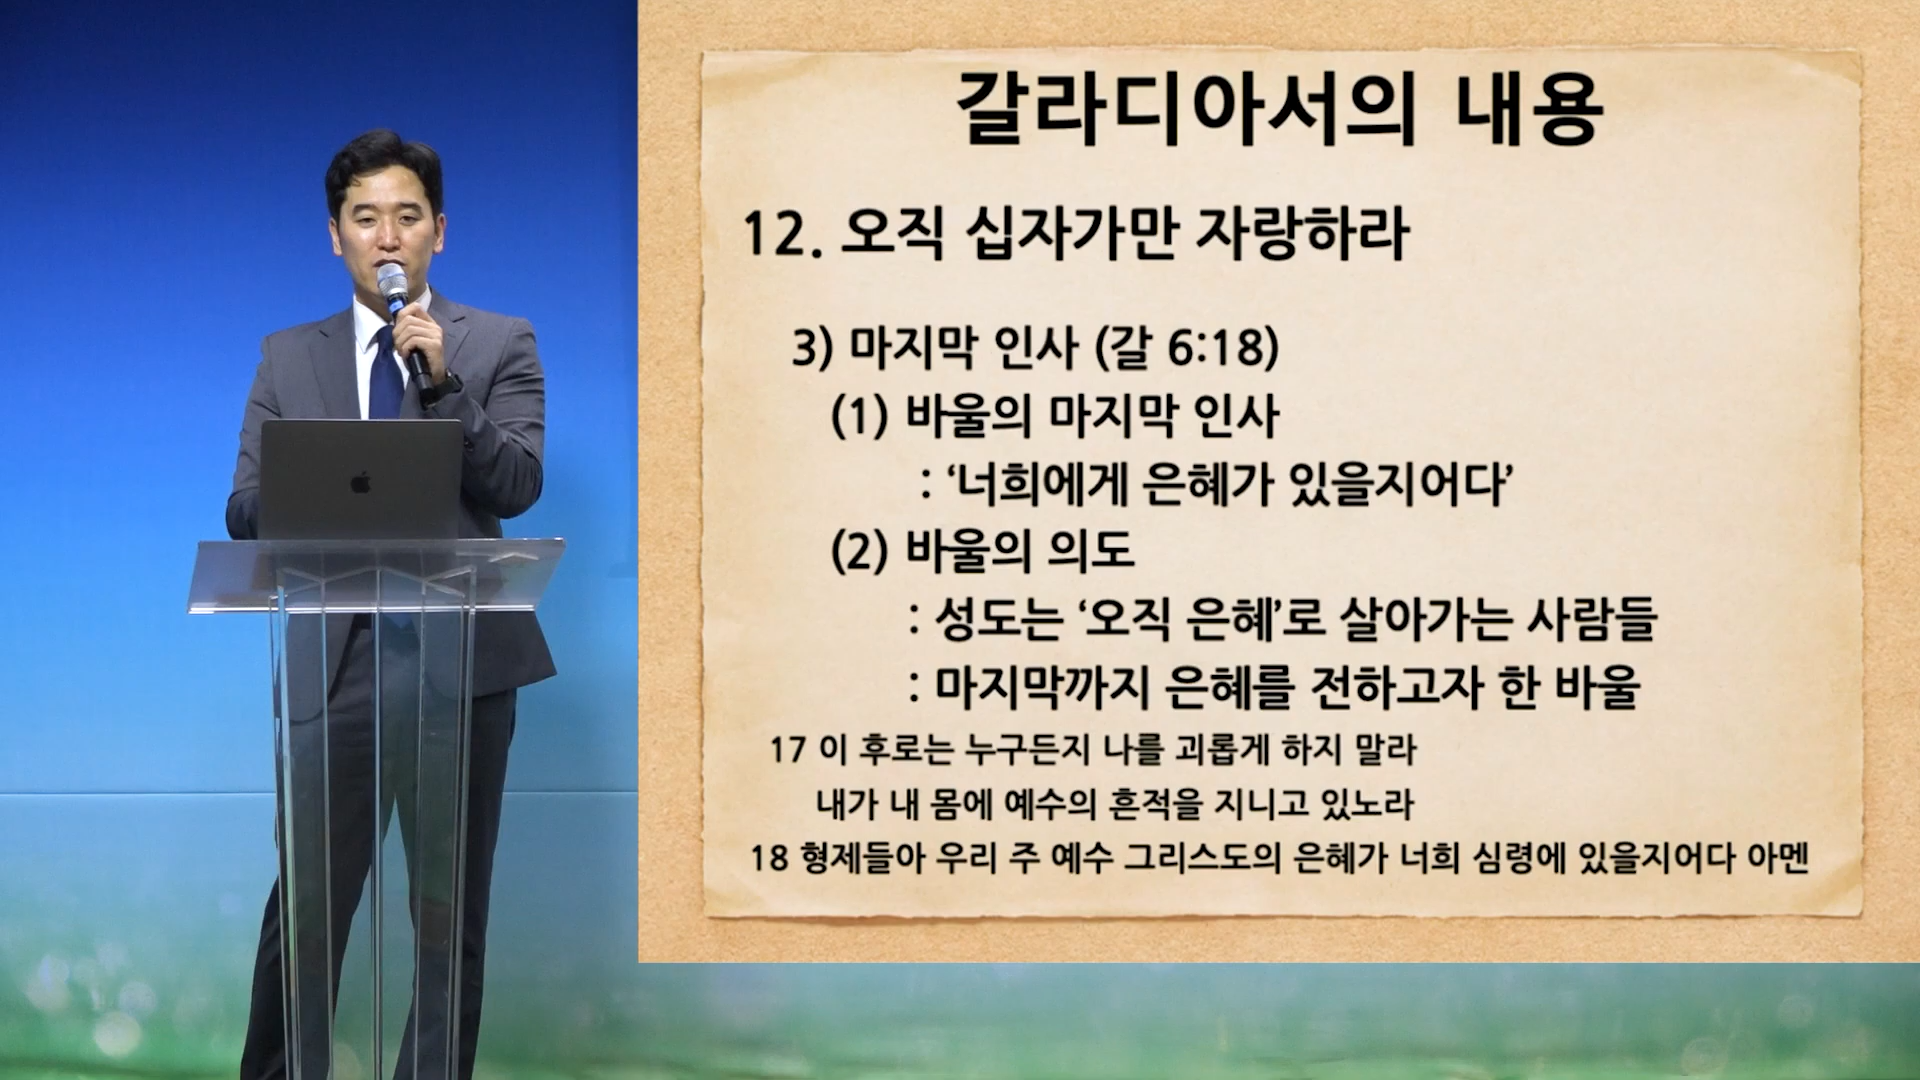 갈라디아서의 내용
12. 오직 십자가만 자랑하라
3) 마지막 인사 (갈 6:18)
(1) 바울의 마지막 인사
: ‘너희에게 은혜가 있을지어다’
(2) 바울의 의도
: 성도는 ‘오직 은혜’로 살아가는 사람들
: 마지막까지 은혜를 전하고자 한 바울
17 이 후로는 누구든지 나를 괴롭게 하지 말라
내가 내 몸에 예수의 흔적을 지니고 있노라
18 형제들아 우리 주 예수 그리스도의 은혜가 너희 심령에 있을지어다 아멘